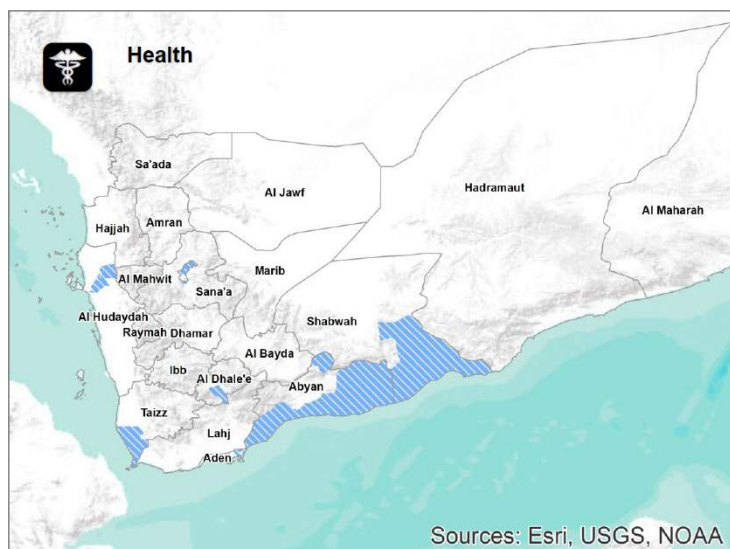 Health
Sa'ada
Al Jawf
Hadramaut
Al Maharah
Hajjah
Amran
Al Mahwit
Marib
Sana'a
Al Hudaydah
Raymah
Dhamar
Shabwah
Al Bayda
Ibb
Al Dhale'e
Abyan
Taizz
Lahj
Aden
Sources: Esri, USGS, NOAA